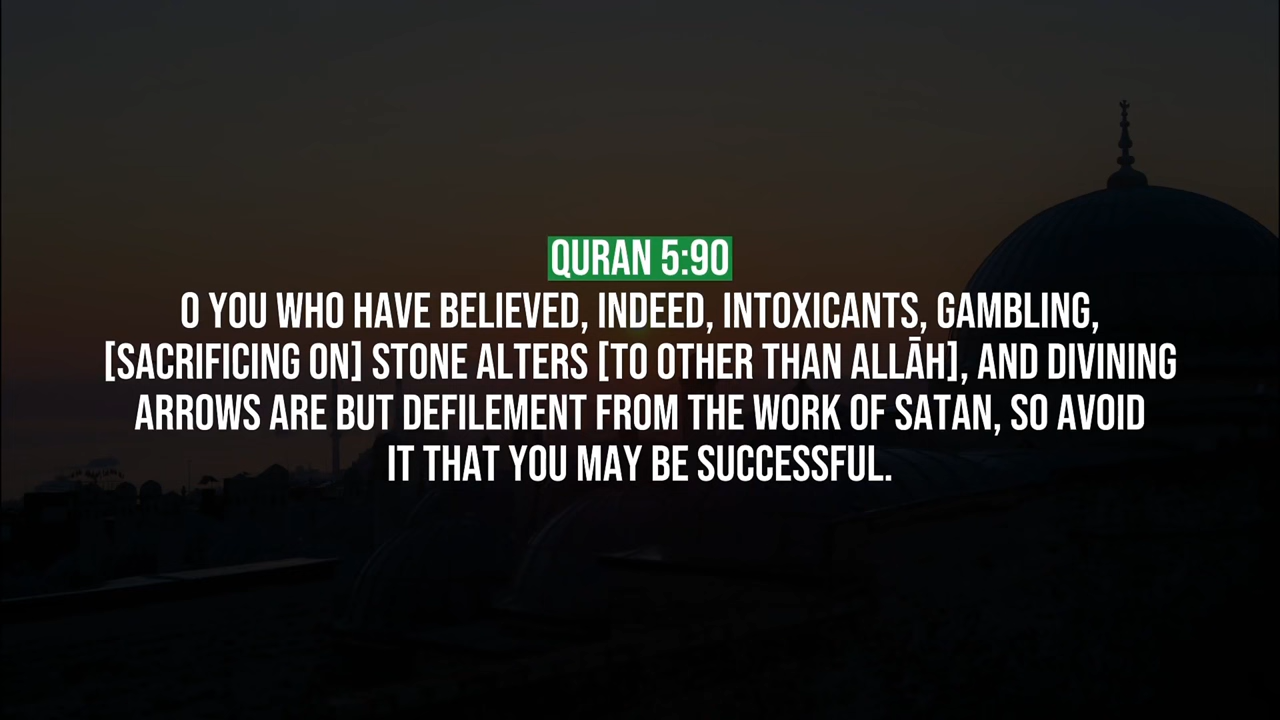 QURAN 5:90
O YOU WHO HAVE BELIEVED, INDEED, INTOXICANTS, GAMBLING,
[SACRIFICING ON] STONE ALTERS [TO OTHER THAN ALLĀH], AND DIVINING
ARROWS ARE BUT DEFILEMENT FROM THE WORK OF SATAN, SO AVOID
IT THAT YOU MAY BE SUCCESSFUL.